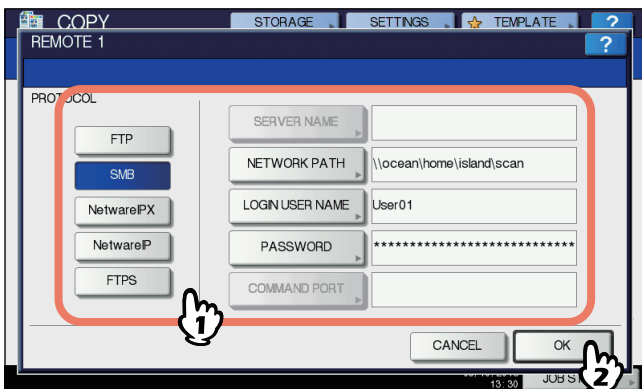 COPY STORAGE SETTINGS TEMPLATE ?
REMOTE 1 ?
PROTOCOL
FTP
SMB
NetwareIPX
NetwareIP
FTPS
SERVER NAME
NETWORK PATH \\ocean\home\island\scan
LOGIN USER NAME User01
PASSWORD ****************************
COMMAND PORT
1
CANCEL OK
2
13:30 JOB